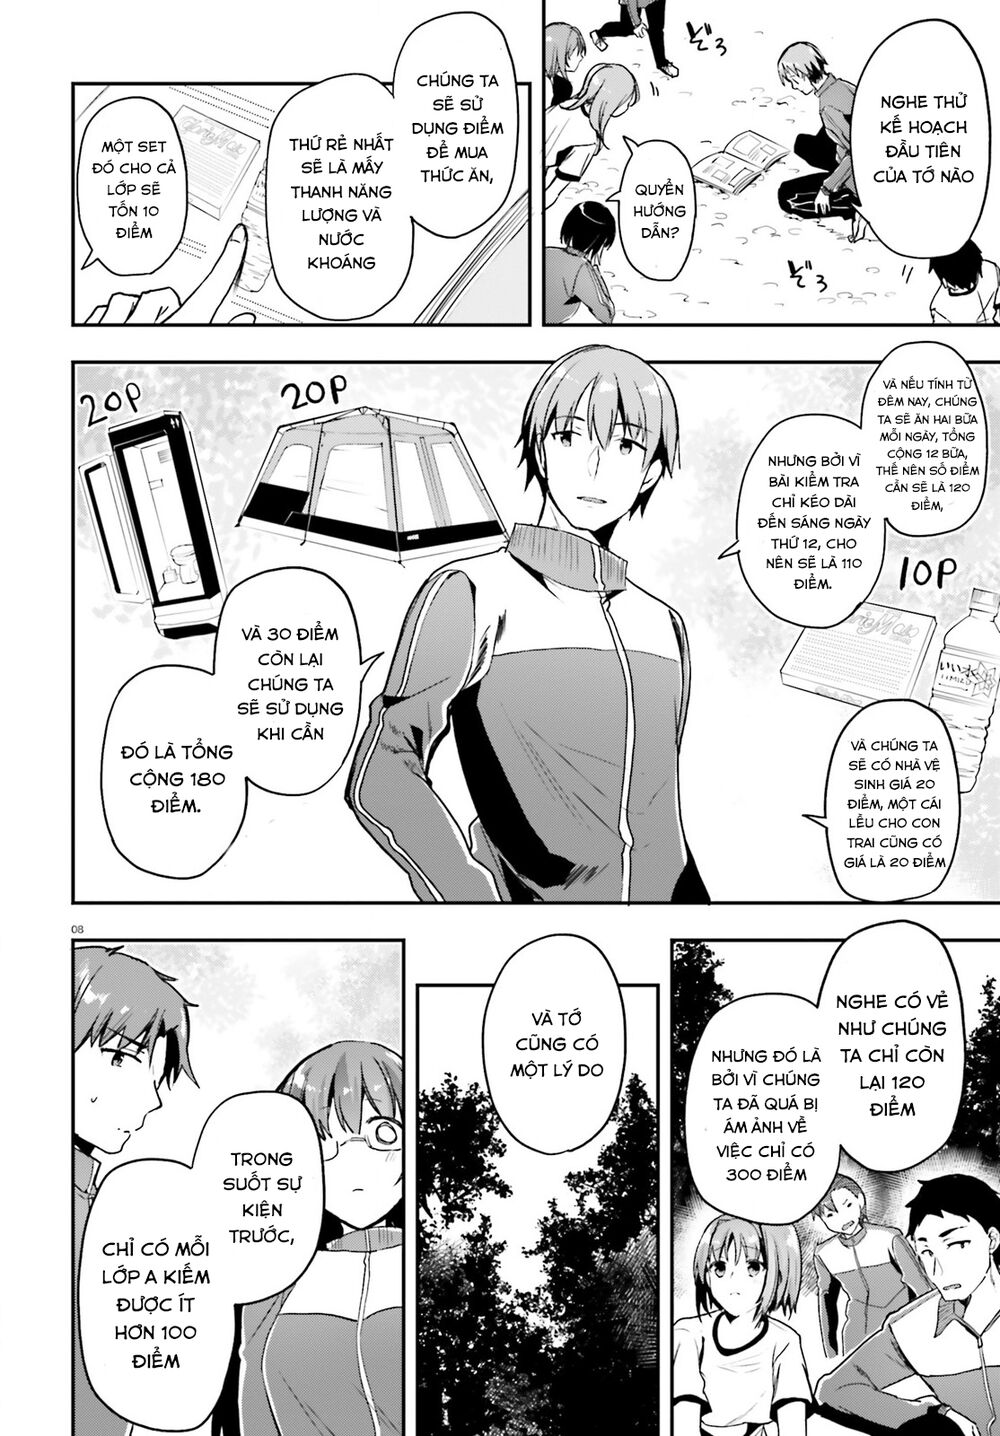 NGHE THỬ
KẾ HOẠCH
ĐẦU TIÊN
CỦA TỚ NÀO
QUYỂN
HƯỚNG
DẪN?
ぞろ
ぞろ
CHÚNG TA
SẼ SỬ
DỤNG ĐIỂM
ĐỂ MUA
THỨC ĂN,
THỨ RẺ NHẤT
SẼ LÀ MẤY
THANH NĂNG
LƯỢNG VÀ
NƯỚC
KHOÁNG
MỘT SET
ĐÓ CHO CẢ
LỚP SẼ
TỐN 10
ĐIỂM
VÀ NẾU TÍNH TỪ
ĐÊM NAY, CHÚNG
TA SẼ ĂN HAI BỮA
MỖI NGÀY, TỔNG
CỘNG 12 BỮA,
THẾ NÊN SỐ ĐIỂM
CẦN SẼ LÀ 120
ĐIỂM,
NHƯNG BỞI VÌ
BÀI KIỂM TRA
CHỈ KÉO DÀI
ĐẾN SÁNG NGÀY
THỨ 12, CHO
NÊN SẼ LÀ 110
ĐIỂM.
10P
いい水
VÀ CHÚNG TA
SẼ CÓ NHÀ VỆ
SINH GIÁ 20
ĐIỂM, MỘT CÁI
LỀU CHO CON
TRAI CŨNG CÓ
GIÁ LÀ 20 ĐIỂM
20P
20P
VÀ 30 ĐIỂM
CÒN LẠI
CHÚNG TA
SẼ SỬ DỤNG
KHI CẦN
ĐÓ LÀ TỔNG
CỘNG 180
ĐIỂM.
08
NGHE CÓ VẺ
NHƯ CHÚNG
TA CHỈ CÒN
LẠI 120
ĐIỂM
NHƯNG ĐÓ LÀ
BỞI VÌ CHÚNG
TA ĐÃ QUÁ BỊ
ÁM ẢNH VỀ
VIỆC CHỈ CÓ
300 ĐIỂM
VÀ TỚ
CŨNG CÓ
MỘT LÝ DO
TRONG
SUỐT SỰ
KIỆN
TRƯỚC,
CHỈ CÓ MỖI
LỚP A KIẾM
ĐƯỢC ÍT
HƠN 100
ĐIỂM